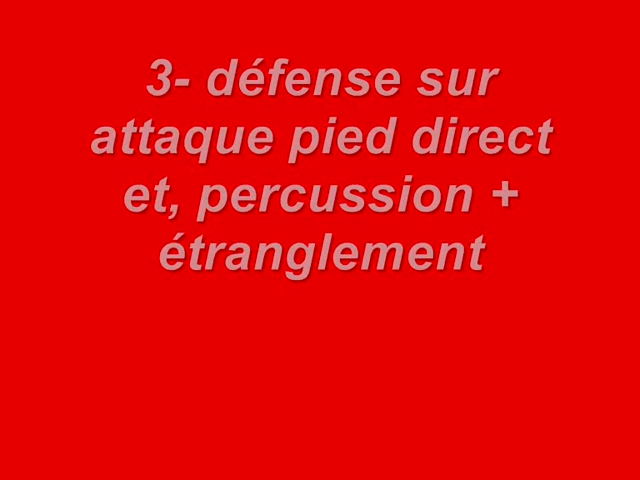 3- défense sur
attaque pied direct
et, percussion +
étranglement